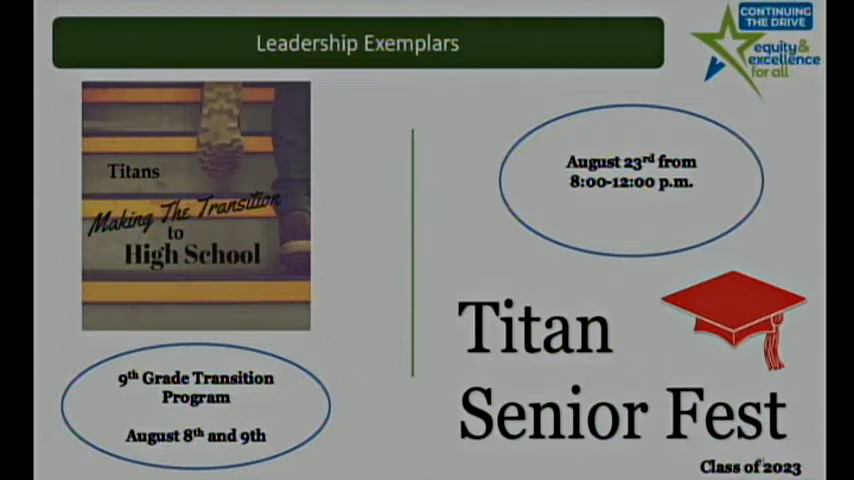 Leadership Exemplars
CONTINUING
THE DRIVE
equity &
excellence
for all
Titans
Making The Transition
to
High School
9th Grade Transition
Program
August 8th and 9th
August 23rd from
8:00-12:00 p.m.
Titan
Senior Fest
Class of 2023